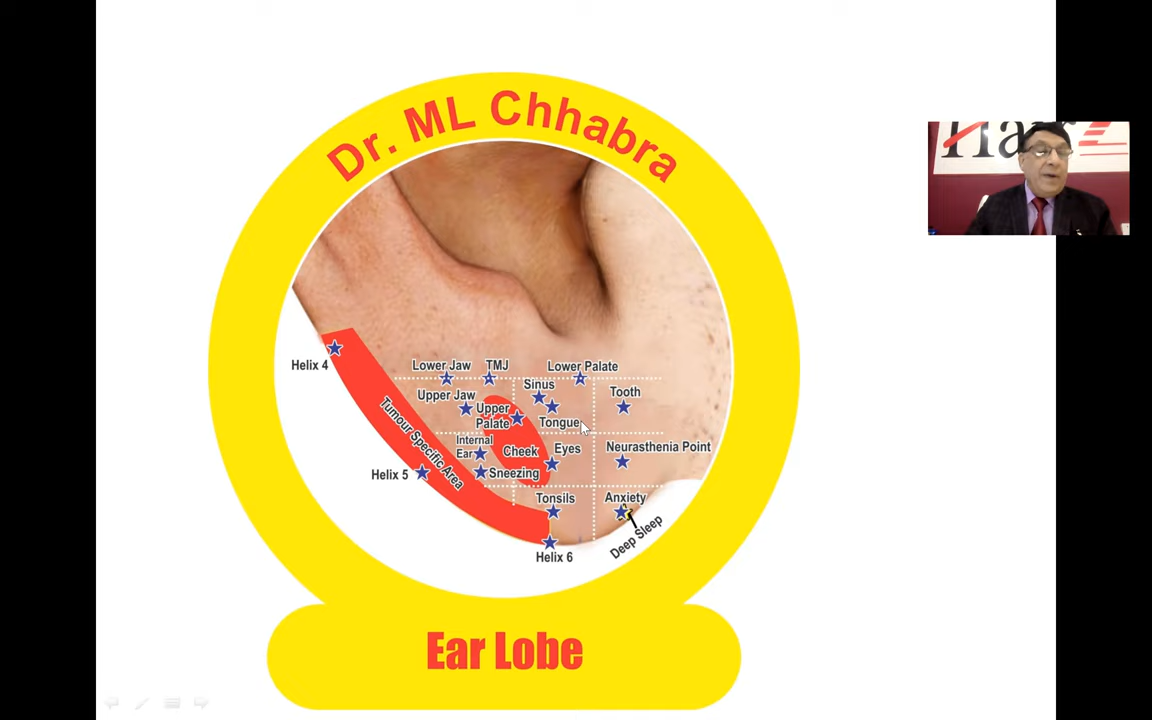 Dr. ML Chhabra
Hair
Helix 4
Lower Jaw
TMJ
Lower Palate
Sinus
Tooth
Upper Jaw
Upper
Palate
Tongue
Tumour Specific Area
Internal
Ear
Cheek
Eyes
Neurasthenia Point
Helix 5
Sneezing
Tonsils
Anxiety
Deep Sleep
Helix 6
Ear Lobe